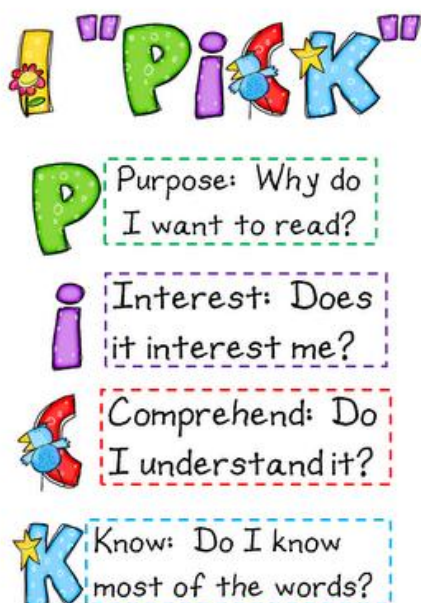 I "PiCK"
P
Purpose: Why do
I want to read?
i
Interest: Does
it interest me?
C
Comprehend: Do
I understand it?
K
Know: Do I know
most of the words?